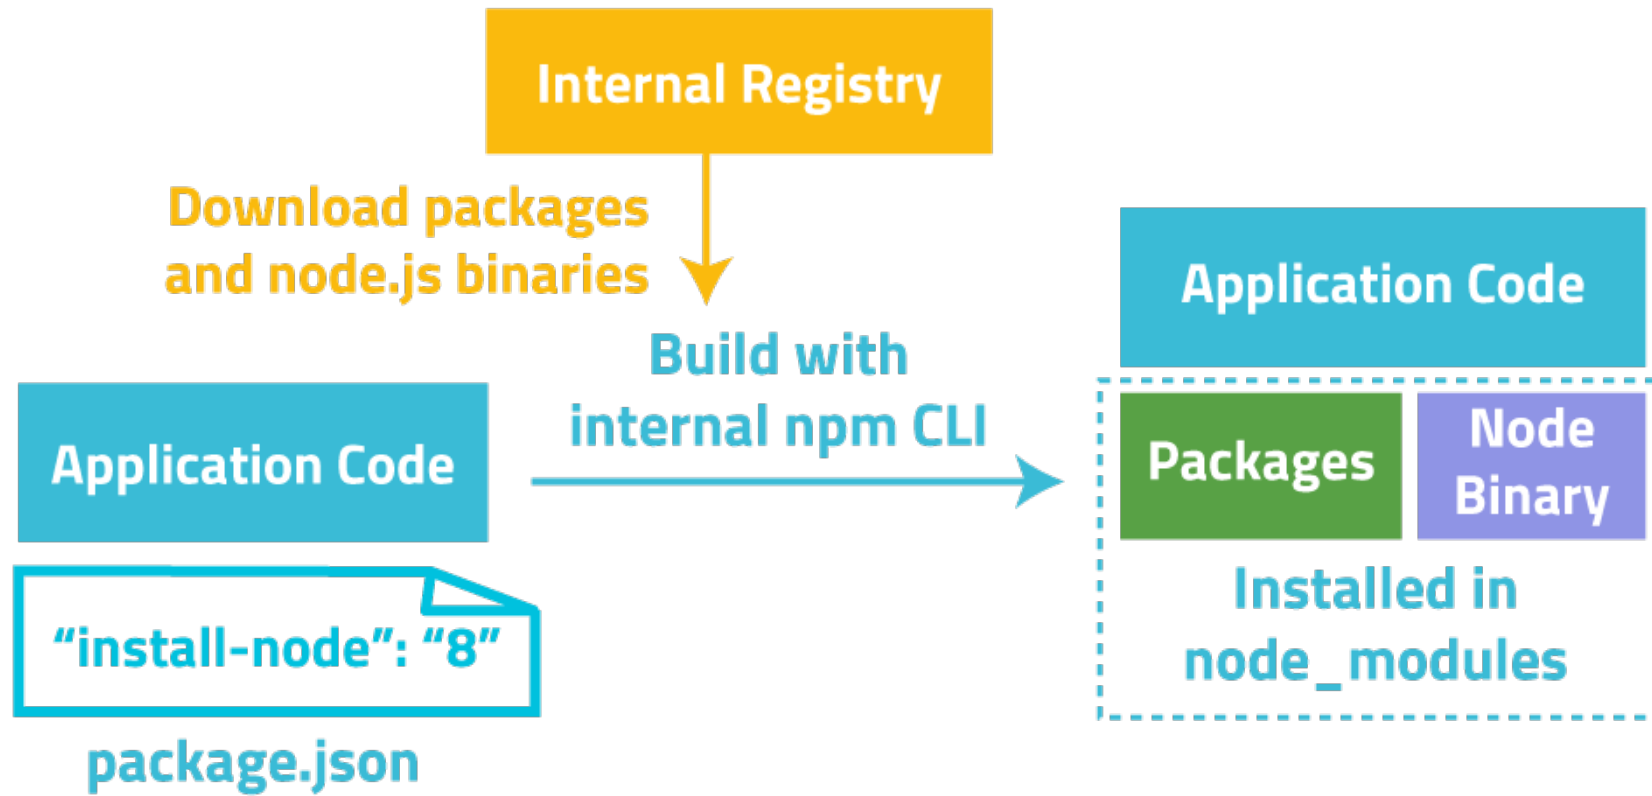 Internal Registry
Download packages
and node.js binaries
Build with
internal npm CLI
Application Code
“install-node”: “8”
package.json
Application Code
Packages
Node
Binary
Installed in
node_modules